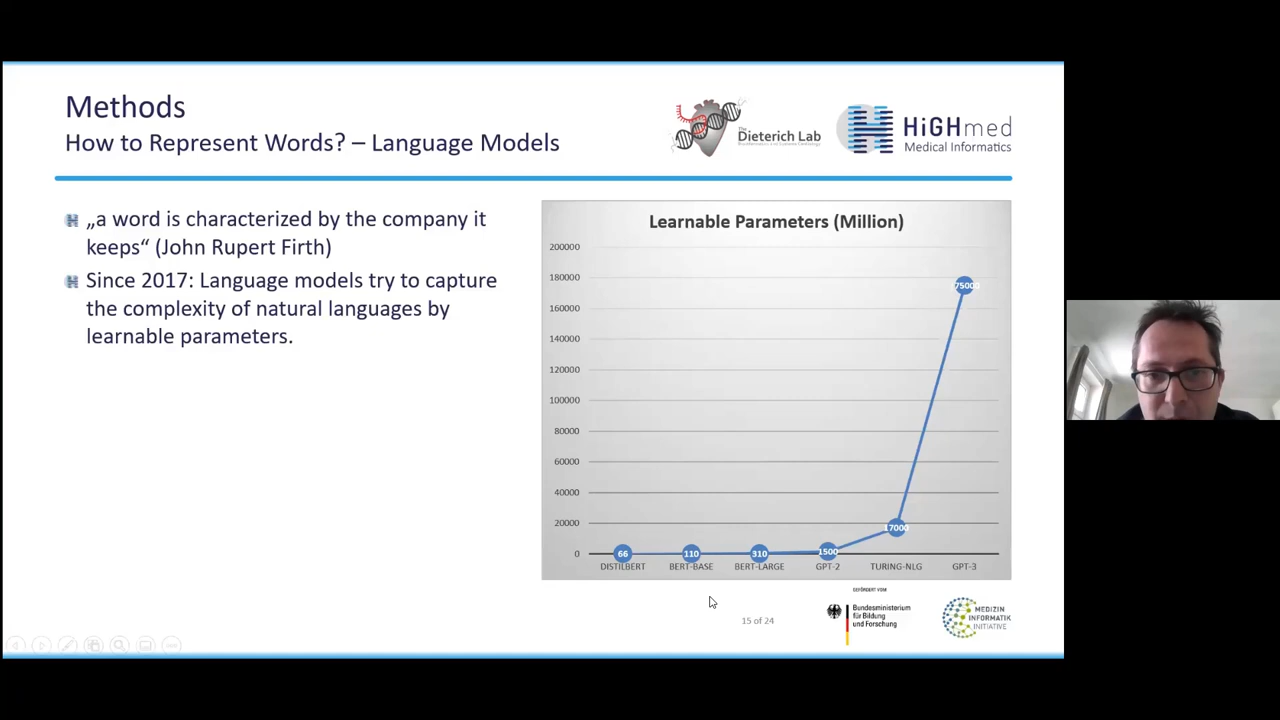 Methods
How to Represent Words? – Language Models
The
Dieterich Lab
HiGHmed
Medical Informatics
„a word is characterized by the company it
keeps“ (John Rupert Firth)
Since 2017: Language models try to capture
the complexity of natural languages by
learnable parameters.
Learnable Parameters (Million)
200000
180000
160000
140000
120000
100000
80000
60000
40000
20000
0
66
110
310
1500
17000
75000
DISTILBERT
BERT-BASE
BERT-LARGE
GPT-2
TURING-NLG
GPT-3
15 of 24
GEFÖRDERT VOM
Bundesministerium
für Bildung
und Forschung
MEDIZIN
INFORMATIK
INITIATIVE